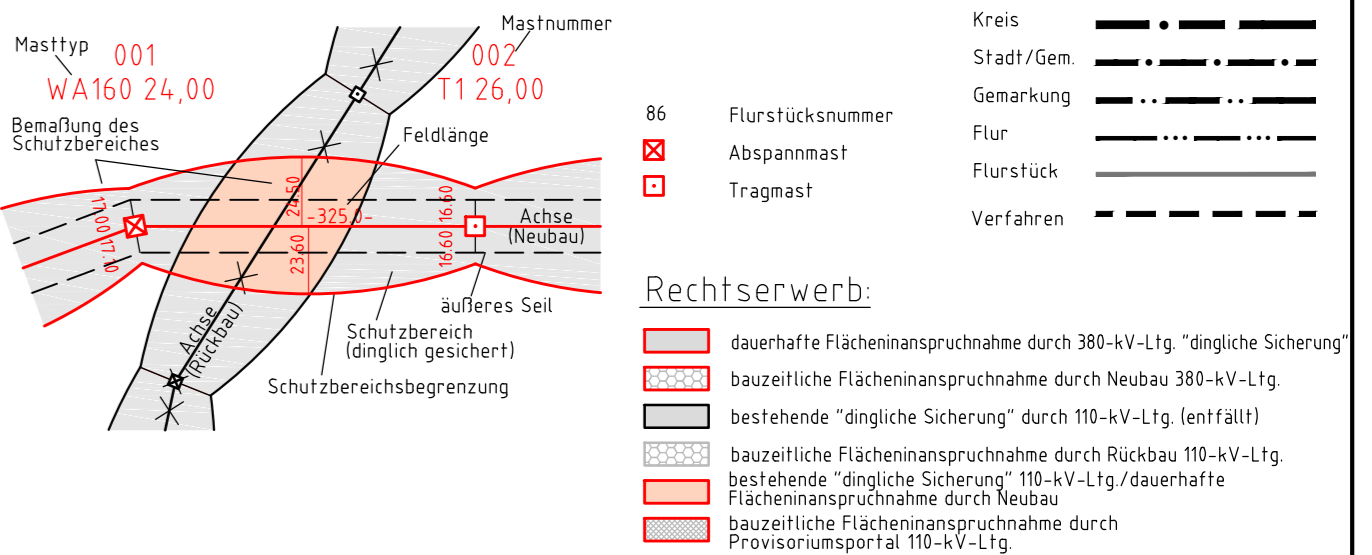 Masttyp
001
WA160 24,00
Mastnummer
002
T1 26,00
Bemaßung des
Schutzbereiches
Feldlänge
17.00
17.10
24.50
23.60
-325.0-
16.60
16.60
Achse
(Neubau)
äußeres Seil
Achse
(Rückbau)
Schutzbereich
(dinglich gesichert)
Schutzbereichsbegrenzung
86 Flurstücksnummer
Abspannmast
Tragmast
Kreis
Stadt/Gem.
Gemarkung
Flur
Flurstück
Verfahren
Rechtserwerb:
dauerhafte Flächeninanspruchnahme durch 380-kV-Ltg. "dingliche Sicherung"
bauzeitliche Flächeninanspruchnahme durch Neubau 380-kV-Ltg.
bestehende "dingliche Sicherung" durch 110-kV-Ltg. (entfällt)
bauzeitliche Flächeninanspruchnahme durch Rückbau 110-kV-Ltg.
bestehende "dingliche Sicherung" 110-kV-Ltg./dauerhafte
Flächeninanspruchnahme durch Neubau
bauzeitliche Flächeninanspruchnahme durch
Provisoriumsportal 110-kV-Ltg.